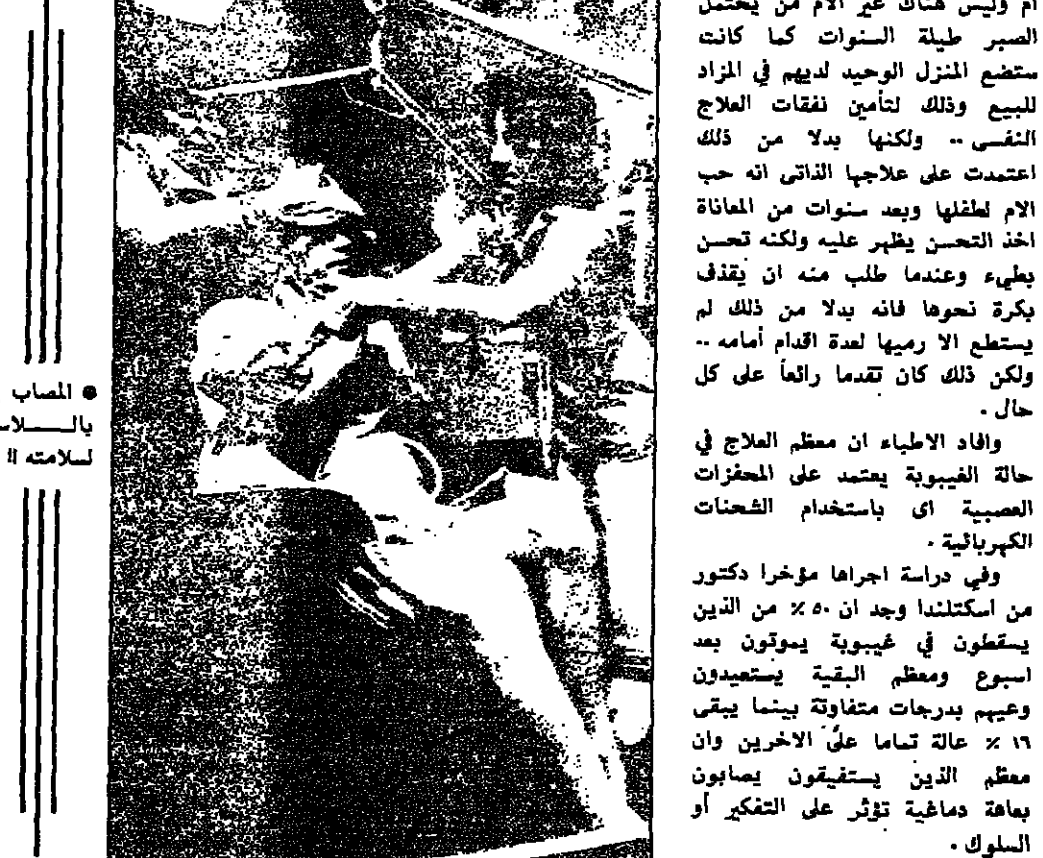 ام وليس هناك غير الام من يحتمل
الصبر طيلة السنوات كما كانت
ستضع المنزل الوحيد لديهم في المزاد
للبيع وذلك لتأمين نفقات العلاج
النفسى .. ولكنها بدلا من ذلك
اعتمدت على علاجها الذاتى انه حب
الام لطفلها وبعد سنوات من المعاناة
اخذ التحسن يظهر عليه ولكنه تحسن
بطىء وعندما طلب منه ان يقذف
بكرة نحوها فانه بدلا من ذلك لم
يستطع الا رميها لعدة اقدام أمامه ..
ولكن ذلك كان تقدما رائعاً على كل
حال .
وافاد الاطباء ان معظم العلاج في
حالة الغيبوبة يعتمد على المحفزات
العصبية اى باستخدام الشحنات
الكهربائية .
وفي دراسة اجراها مؤخرا دكتور
من اسكتلندا وجد ان ٥٠٪ من الذين
يسقطون في غيبوبة يموتون بعد
اسبوع ومعظم البقية يستعيدون
وعيهم بدرجات متفاوتة بينما يبقى
١٦ ٪ عالة تماما على الاخرين وان
معظم الذين يستفيقون يصابون
بعاهة دماغية تؤثر على التفكير أو
السلوك .
● المصاب
لسلامته